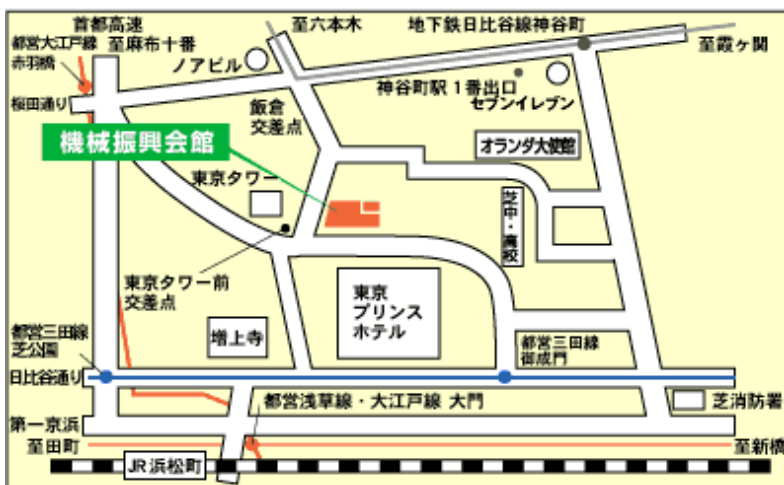 首都高速
至六本木
地下鉄日比谷線神谷町
都営大江戸線
赤羽橋
至麻布十番
至霞ヶ関
ノアビル
神谷町駅 1番出口
セブンイレブン
桜田通り
飯倉
交差点
機械振興会館
オランダ大使館
東京タワー
芝中・高校
東京タワー前
交差点
東京
プリンス
ホテル
都営三田線
芝公園
増上寺
都営三田線
御成門
日比谷通り
都営浅草線・大江戸線 大門
芝消防署
第一京浜
至田町
至新橋
JR浜松町